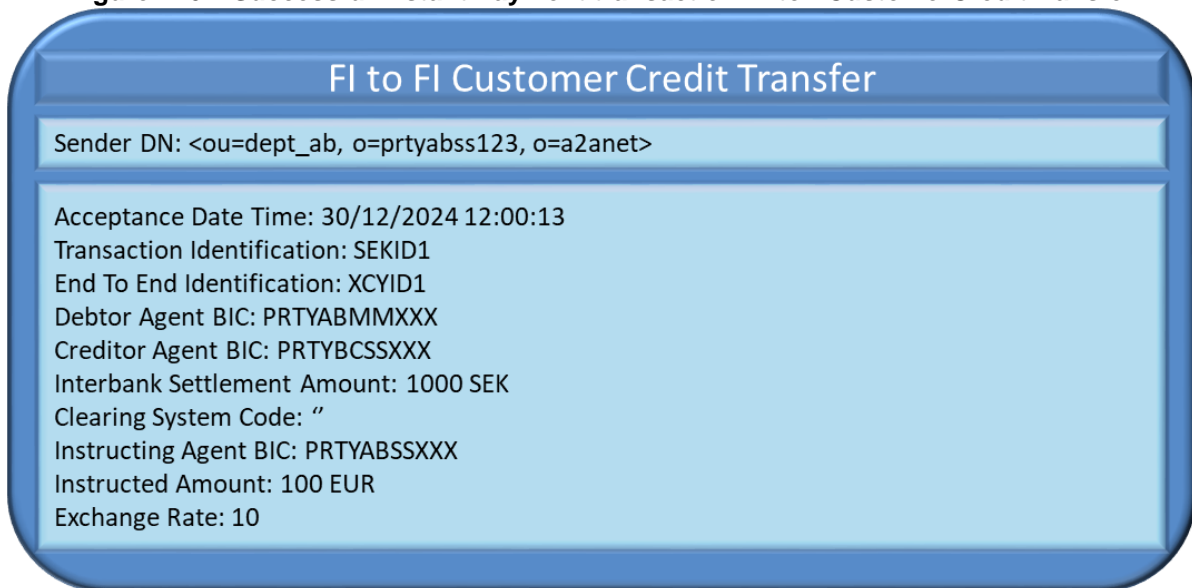 FI to FI Customer Credit Transfer
Sender DN: <ou=dept_ab, o=prtyabss123, o=a2anet>
Acceptance Date Time: 30/12/2024 12:00:13
Transaction Identification: SEKID1
End To End Identification: XCYID1
Debtor Agent BIC: PRTYABMMXXX
Creditor Agent BIC: PRTYBCSSXXX
Interbank Settlement Amount: 1000 SEK
Clearing System Code: ‘’
Instructing Agent BIC: PRTYABSSXXX
Instructed Amount: 100 EUR
Exchange Rate: 10